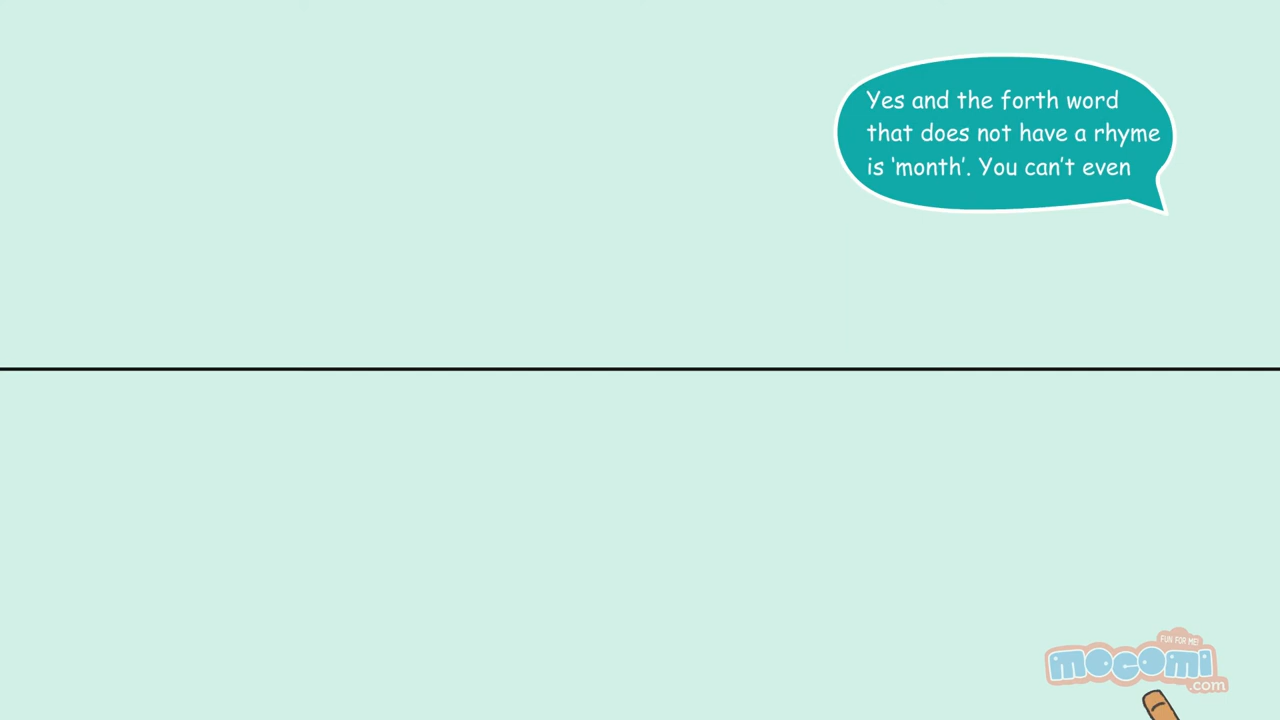 Yes and the forth word
that does not have a rhyme
is ‘month’. You can’t even
FUN FOR ME!
mocomi
.com